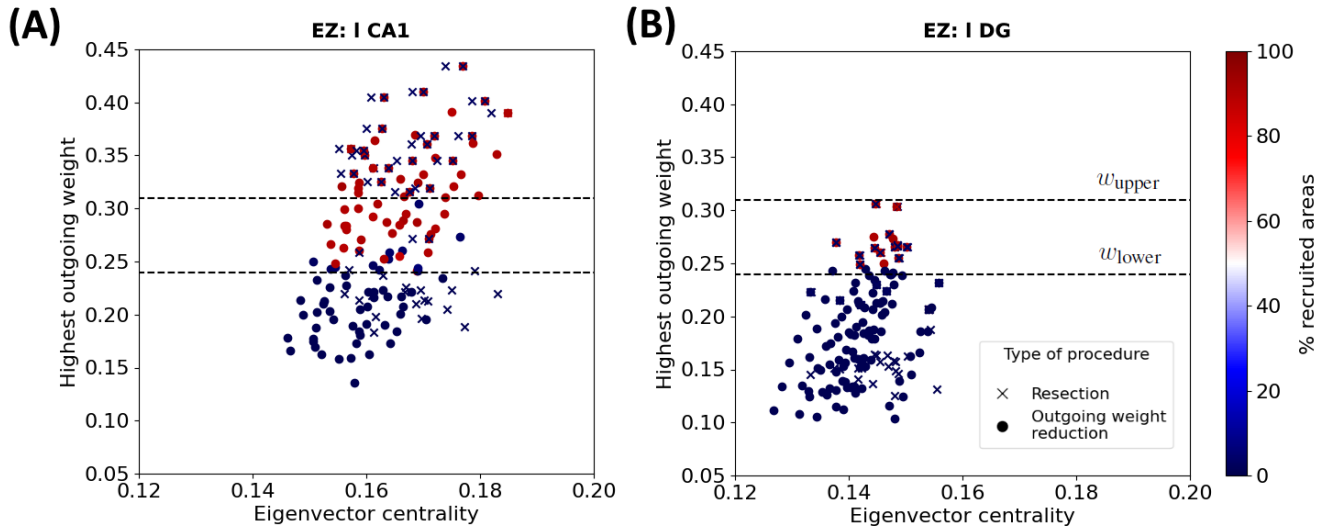 (A)
EZ: l CA1
Highest outgoing weight
0.45
0.40
0.35
0.30
0.25
0.20
0.15
0.10
0.05
0.12
0.14
0.16
0.18
0.20
Eigenvector centrality
(B)
EZ: l DG
Highest outgoing weight
0.45
0.40
0.35
0.30
0.25
0.20
0.15
0.10
0.05
w_upper
w_lower
Type of procedure
Resection
Outgoing weight
reduction
0.12
0.14
0.16
0.18
0.20
Eigenvector centrality
100
80
60
40
20
0
% recruited areas